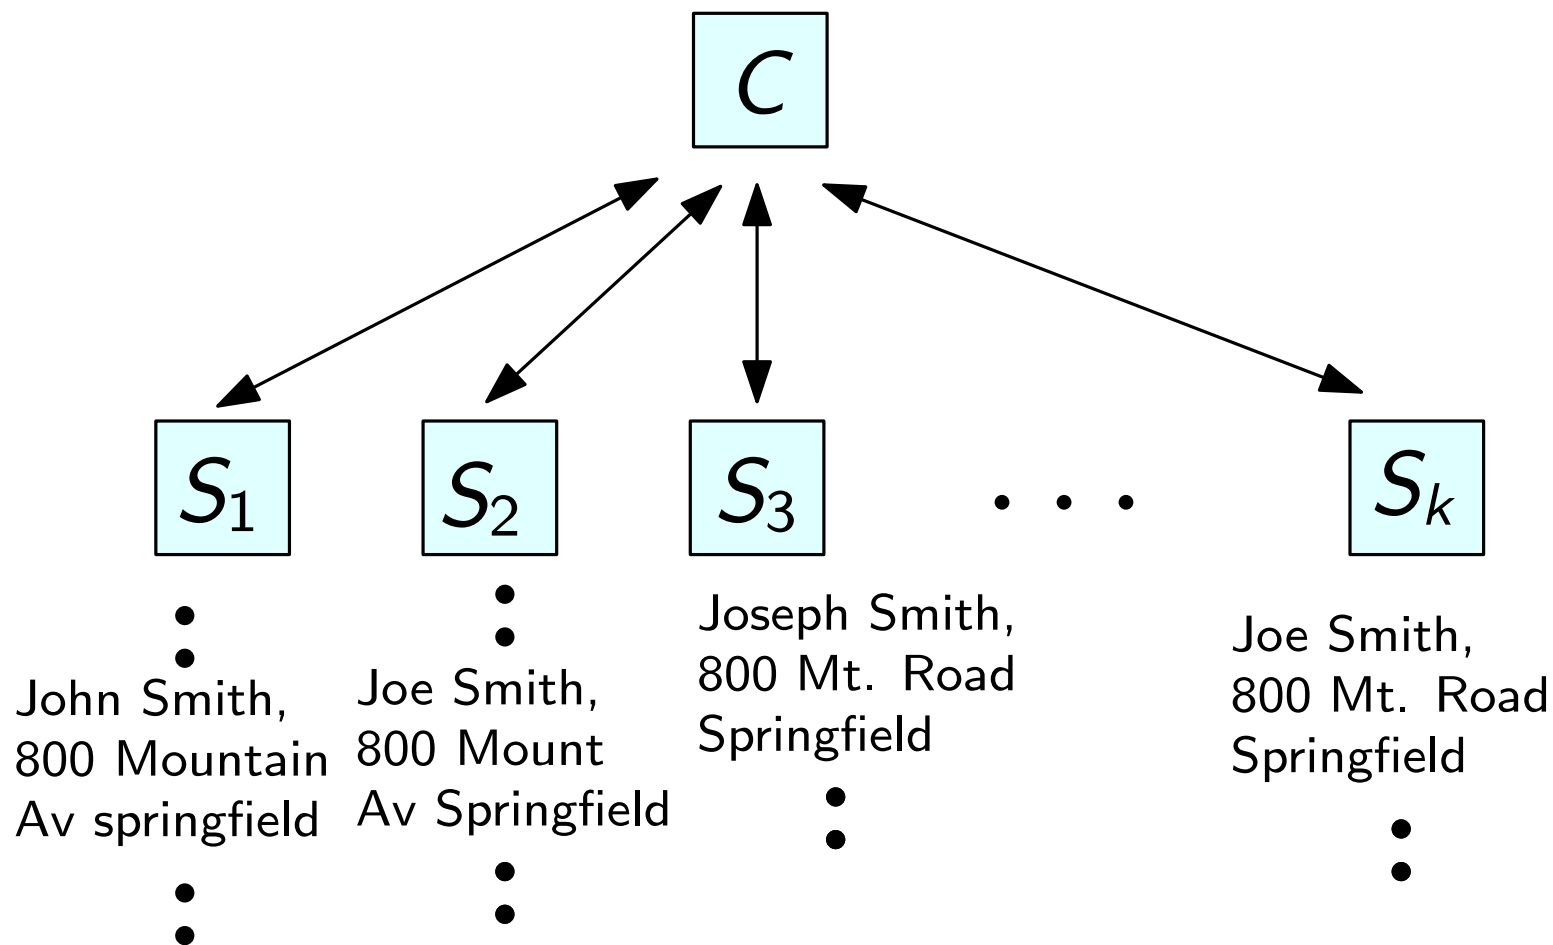 C
S1
S2
S3
. . .
Sk
John Smith,
800 Mountain
Av springfield
Joe Smith,
800 Mount
Av Springfield
Joseph Smith,
800 Mt. Road
Springfield
Joe Smith,
800 Mt. Road
Springfield